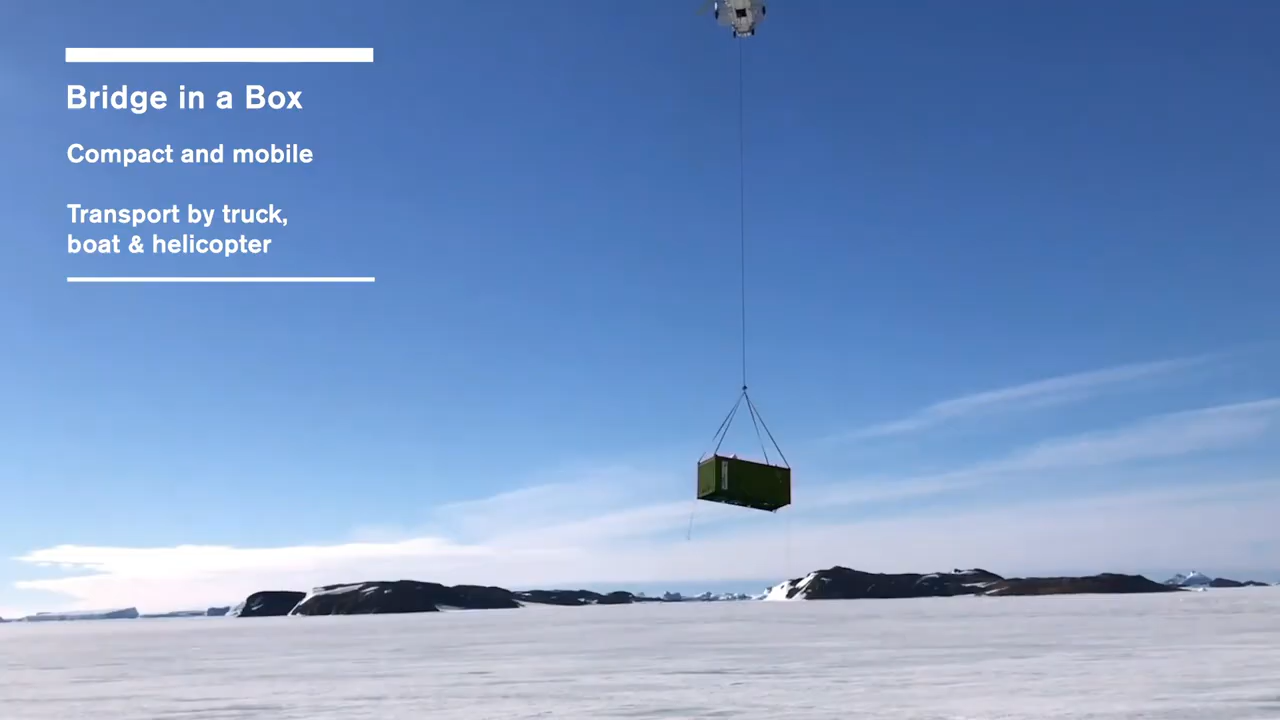 Bridge in a Box
Compact and mobile
Transport by truck,
boat & helicopter